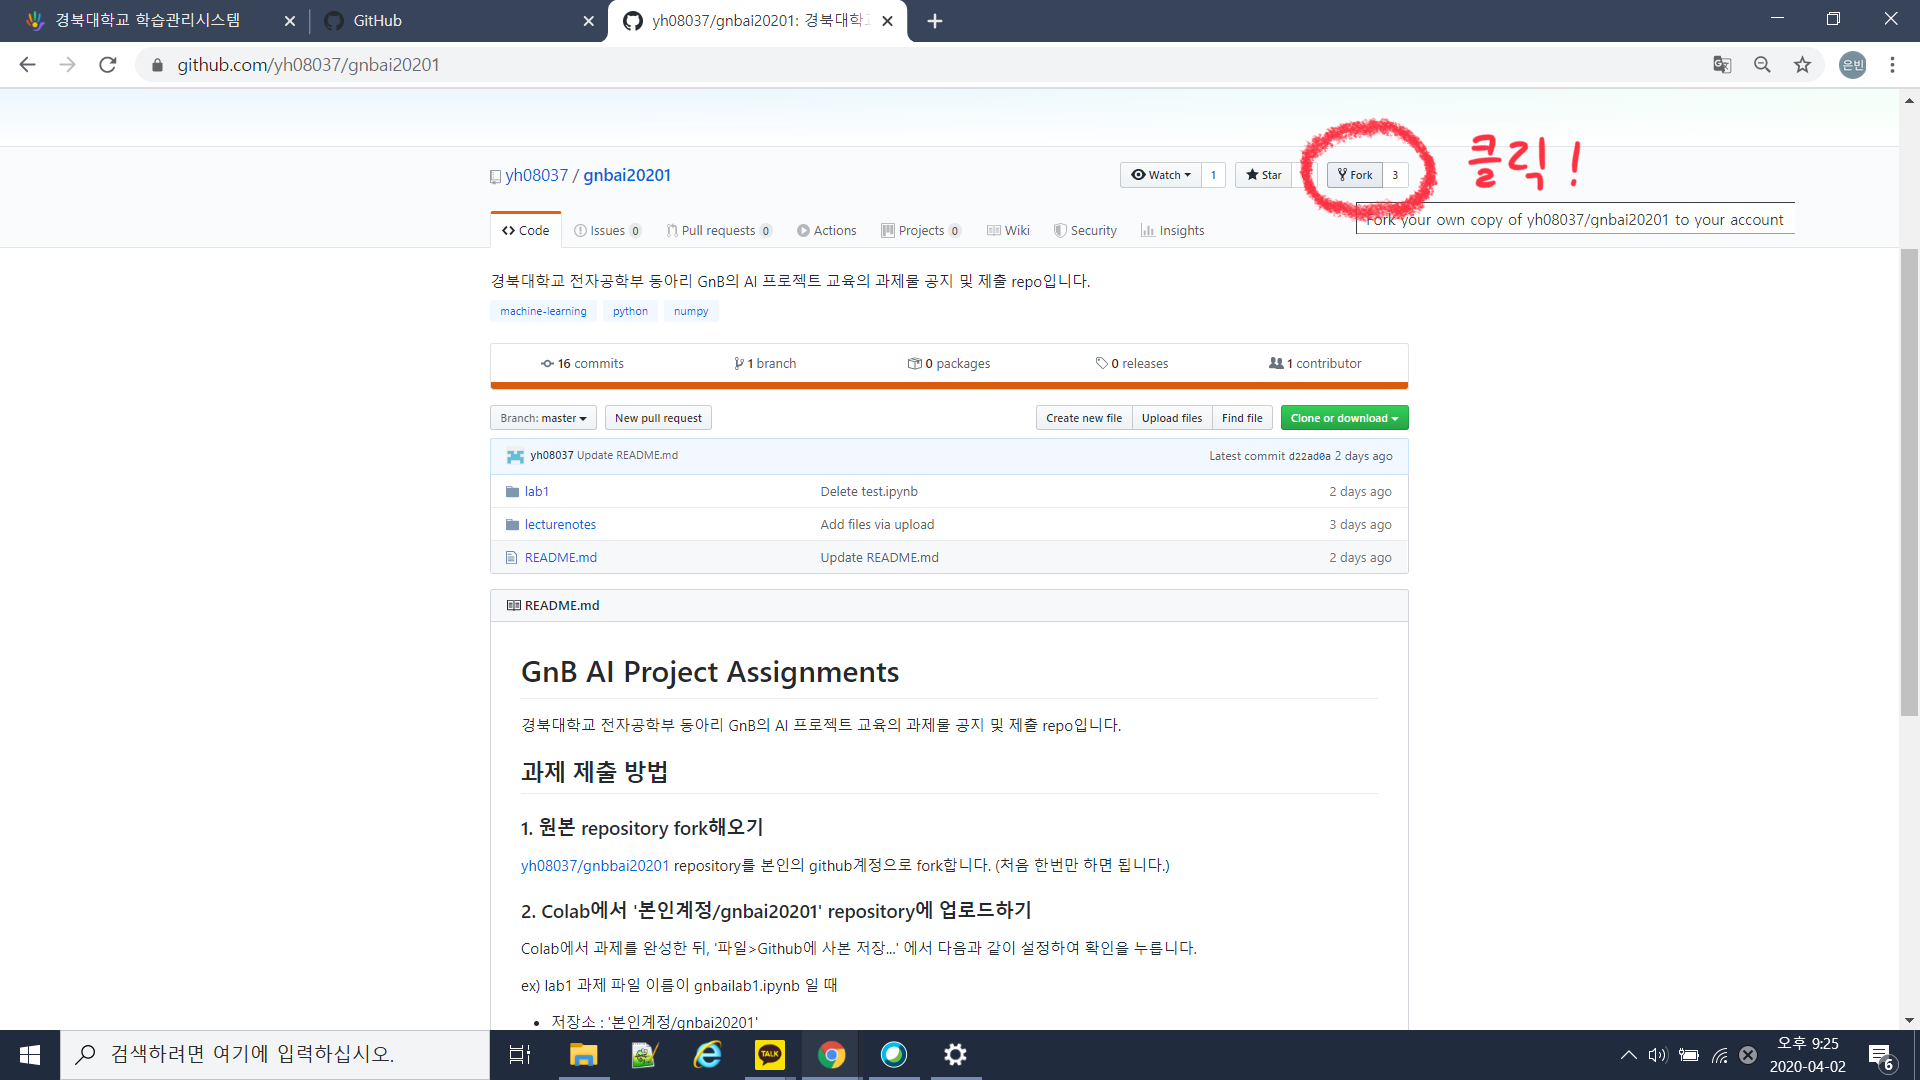 경북대학교 학습관리시스템
GitHub
yh08037/gnbai20201: 경북대학
github.com/yh08037/gnbai20201
은빈
클릭!
yh08037 / gnbai20201
Watch 1
Star
Fork 3
Fork your own copy of yh08037/gnbai20201 to your account
Code
Issues 0
Pull requests 0
Actions
Projects 0
Wiki
Security
Insights
경북대학교 전자공학부 동아리 GnB의 AI 프로젝트 교육의 과제물 공지 및 제출 repo입니다.
machine-learning python numpy
16 commits
1 branch
0 packages
0 releases
1 contributor
Branch: master
New pull request
Create new file
Upload files
Find file
Clone or download
yh08037 Update README.md
Latest commit d22ad0a 2 days ago
lab1 Delete test.ipynb 2 days ago
lecturenotes Add files via upload 3 days ago
README.md Update README.md 2 days ago
README.md
GnB AI Project Assignments
경북대학교 전자공학부 동아리 GnB의 AI 프로젝트 교육의 과제물 공지 및 제출 repo입니다.
과제 제출 방법
1. 원본 repository fork해오기
yh08037/gnbbai20201 repository를 본인의 github계정으로 fork합니다. (처음 한번만 하면 됩니다.)
2. Colab에서 '본인계정/gnbai20201' repository에 업로드하기
Colab에서 과제를 완성한 뒤, '파일>Github에 사본 저장...' 에서 다음과 같이 설정하여 확인을 누릅니다.
ex) lab1 과제 파일 이름이 gnbailab1.ipynb 일 때
• 저장소 : '본인계정/gnbai20201'
검색하려면 여기에 입력하십시오.
TALK
오후 9:25
2020-04-02
6